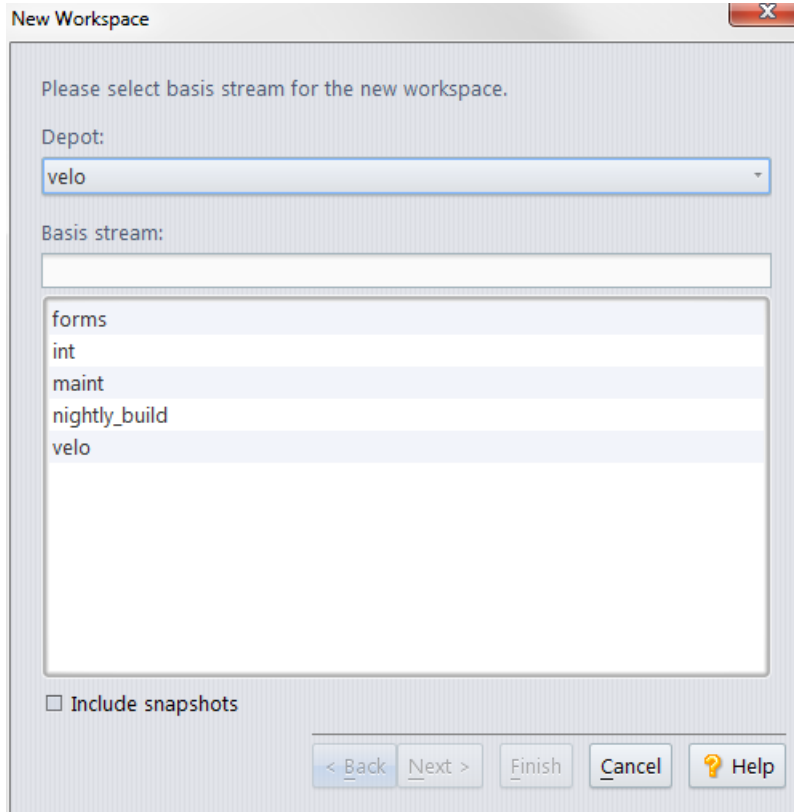 New Workspace
Please select basis stream for the new workspace.
Depot:
velo
Basis stream:
forms
int
maint
nightly_build
velo
Include snapshots
< Back Next > Finish Cancel Help